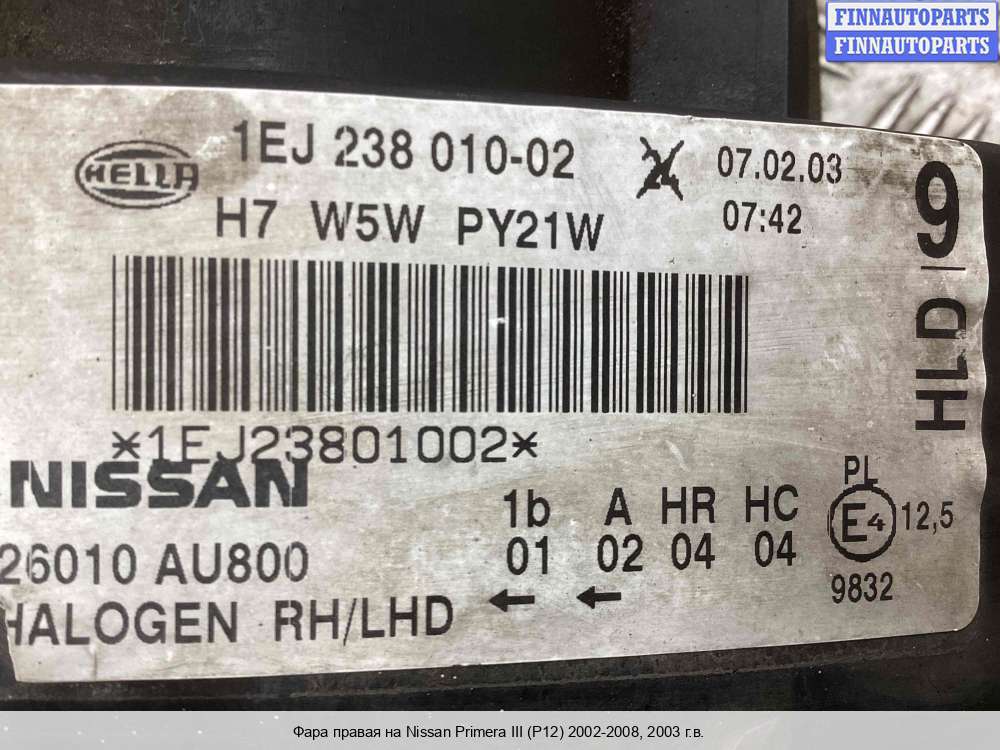 FINNAUTOPARTS
FINNAUTOPARTS
HELLA
1EJ 238 010-02
07.02.03
H7 W5W PY21W
07:42
9
HLD
*1EJ23801002*
NISSAN
26010 AU800
HALOGEN RH/LHD
1b A HR HC
01 02 04 04
PL
E4 12,5
9832
Фара правая на Nissan Primera III (P12) 2002-2008, 2003 г.в.